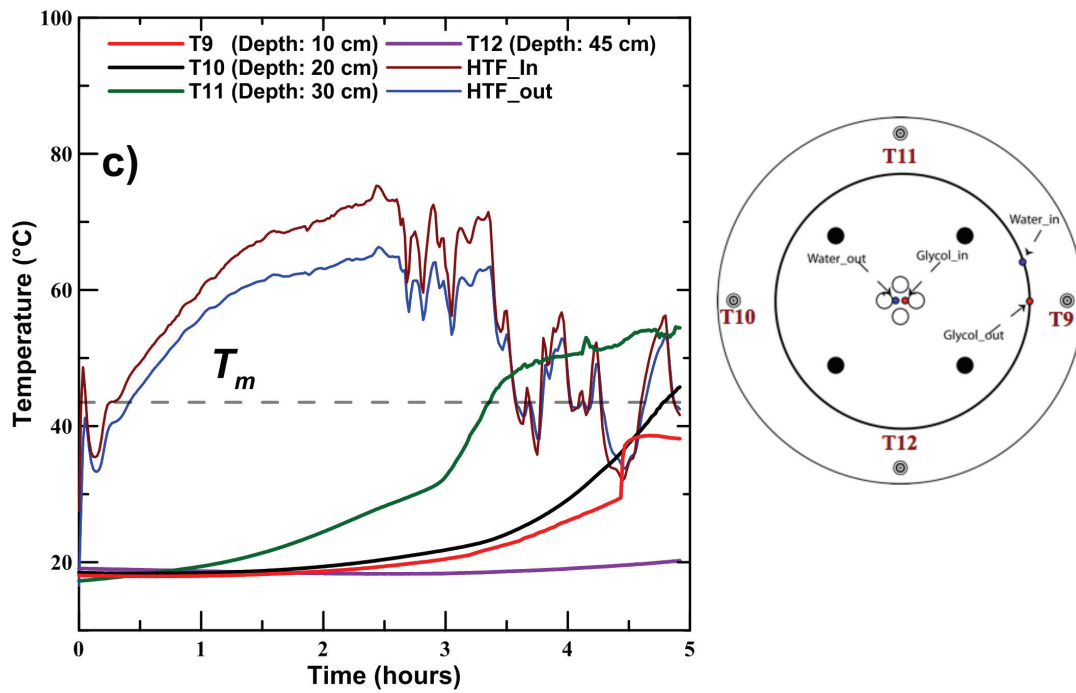 100
80
60
40
20
Temperature (°C)
T9 (Depth: 10 cm)
T10 (Depth: 20 cm)
T11 (Depth: 30 cm)
T12 (Depth: 45 cm)
HTF_In
HTF_out
c)
Tm
0 1 2 3 4 5
Time (hours)
T11
Water_in
Water_out
Glycol_in
T10
T9
Glycol_out
T12